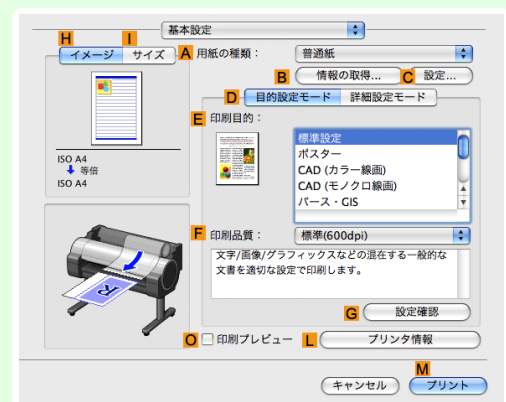 基本設定
H
I
イメージ
サイズ
A
用紙の種類：
普通紙
B
情報の取得...
C
設定...
ISO A4
等倍
ISO A4
D
目的設定モード
詳細設定モード
E
印刷目的：
標準設定
ポスター
CAD (カラー線画)
CAD (モノクロ線画)
パース・GIS
F
印刷品質：
標準(600dpi)
文字/画像/グラフィックスなどの混在する一般的な
文書を適切な設定で印刷します。
G
設定確認
O
印刷プレビュー
L
プリンタ情報
M
キャンセル
プリント